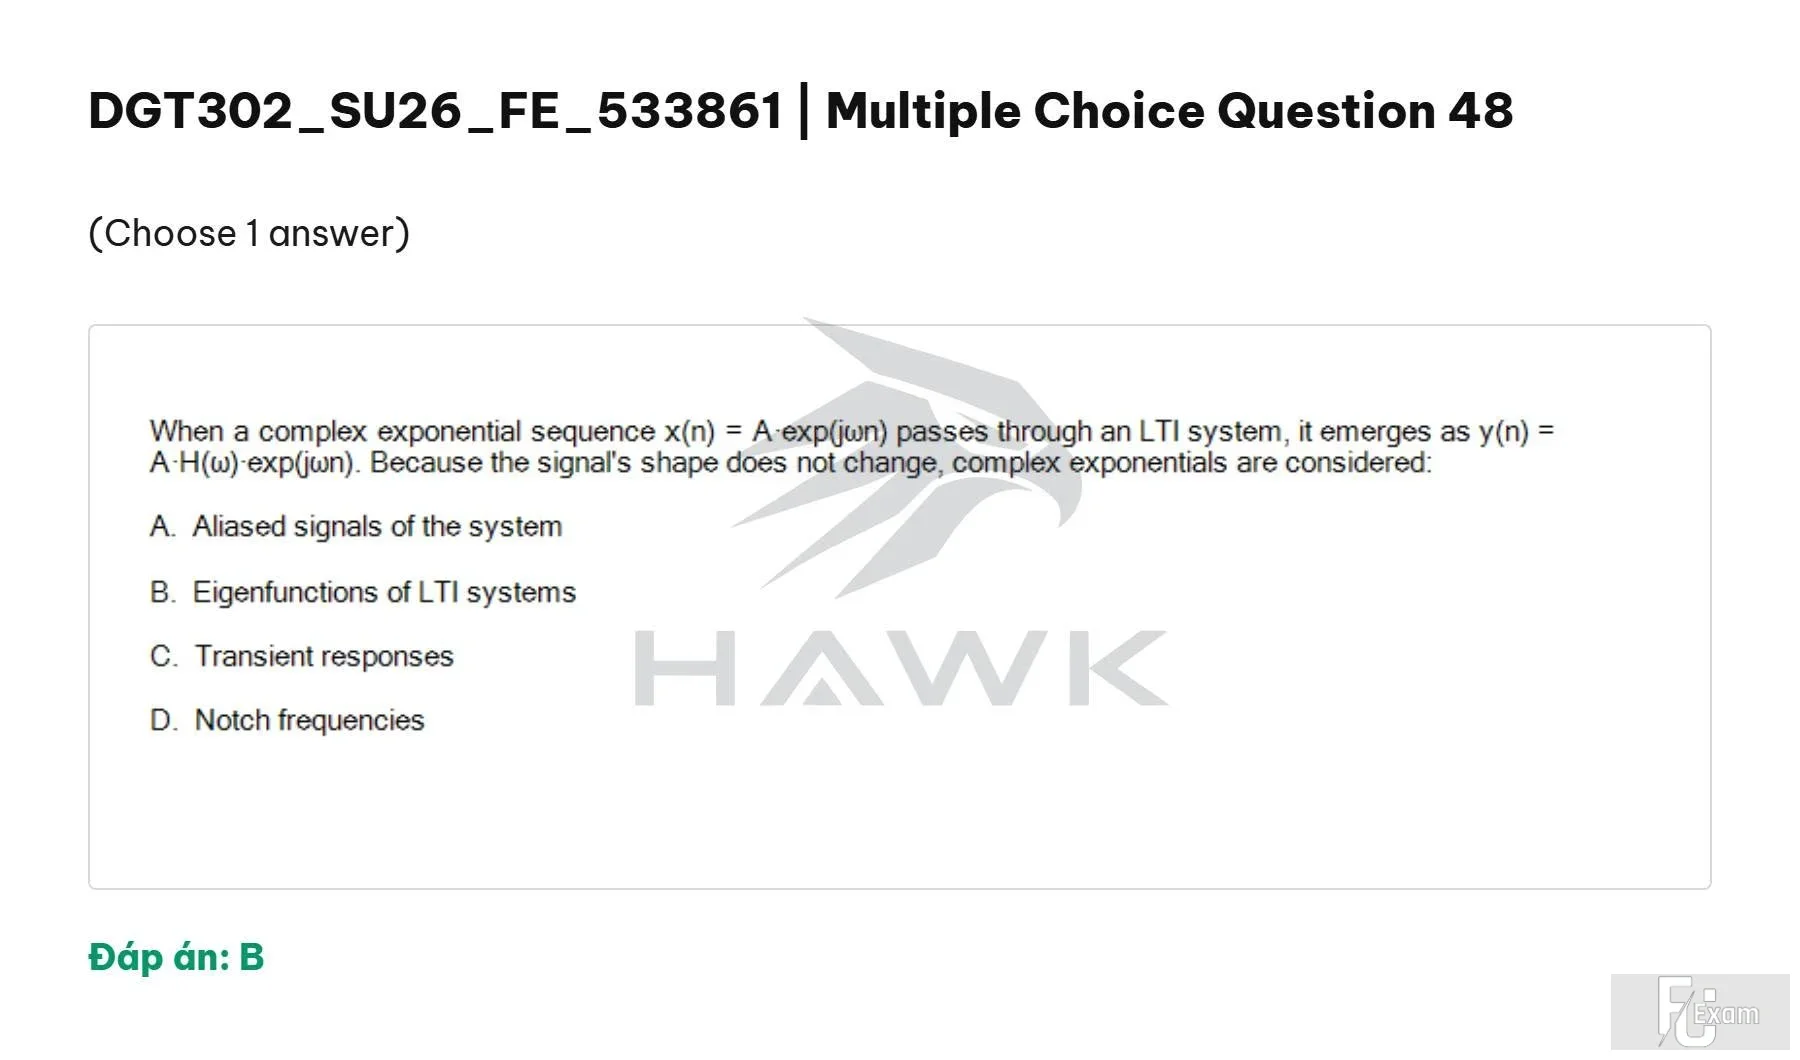 DGT302_SU26_FE_533861 | Multiple Choice Question 48
(Choose 1 answer)
When a complex exponential sequence x(n) = A·exp(jωn) passes through an LTI system, it emerges as y(n) =
A·H(ω)·exp(jωn). Because the signal's shape does not change, complex exponentials are considered:
A. Aliased signals of the system
B. Eigenfunctions of LTI systems
C. Transient responses
D. Notch frequencies
HAWK
Đáp án: B
FU Exam